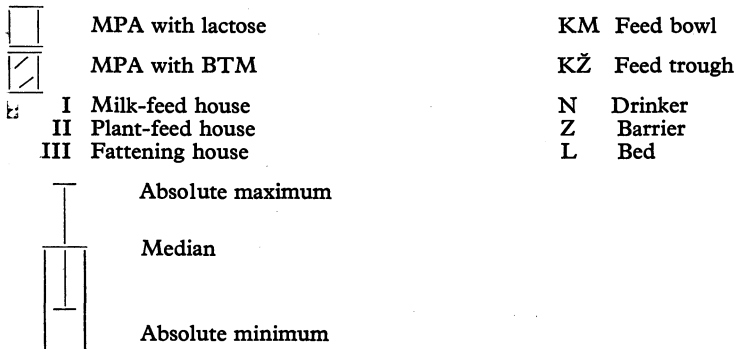 MPA with lactose KM Feed bowl
MPA with BTM KŽ Feed trough
I Milk-feed house N Drinker
II Plant-feed house Z Barrier
III Fattening house L Bed
Absolute maximum
Median
Absolute minimum